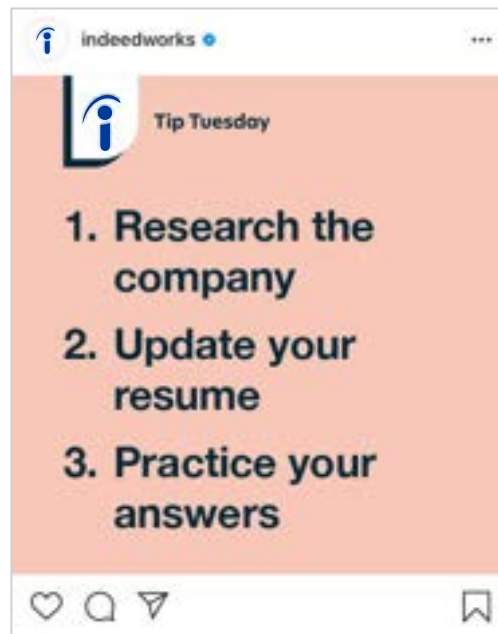 indeedworks
Tip Tuesday
1. Research the
company
2. Update your
resume
3. Practice your
answers